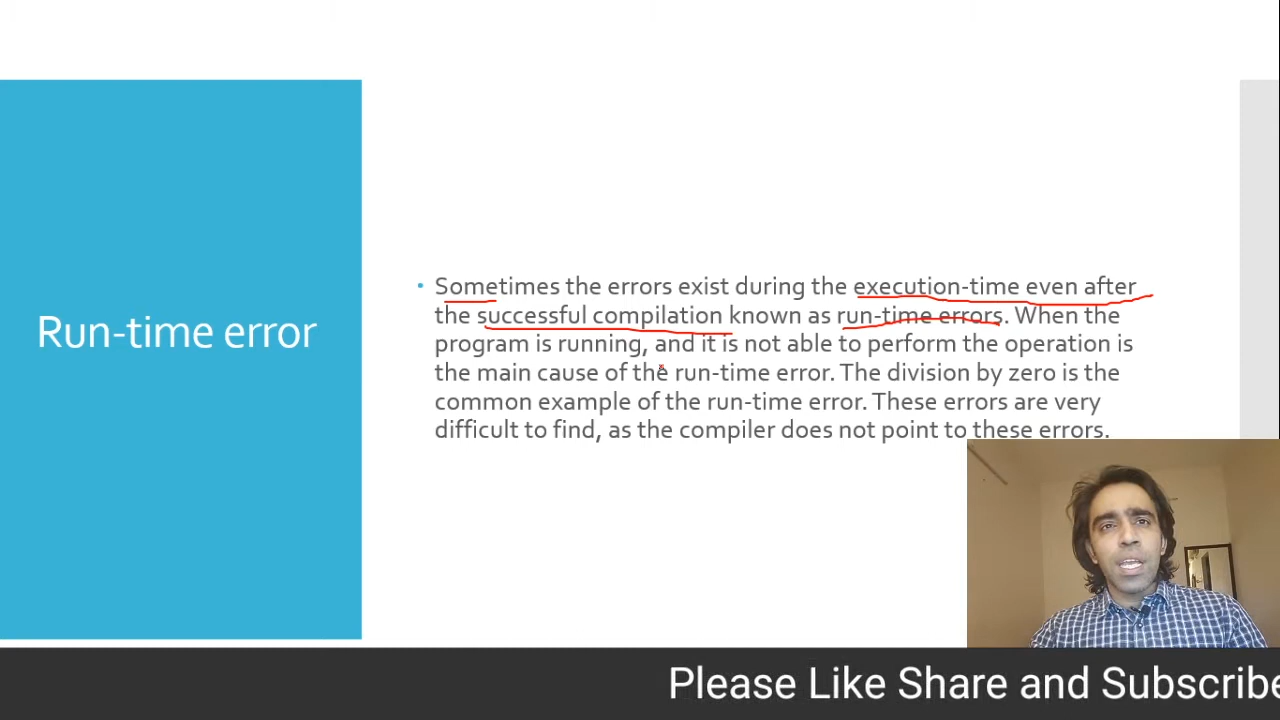 Run-time error
• Sometimes the errors exist during the execution-time even after
the successful compilation known as run-time errors. When the
program is running, and it is not able to perform the operation is
the main cause of the run-time error. The division by zero is the
common example of the run-time error. These errors are very
difficult to find, as the compiler does not point to these errors.
Please Like Share and Subscribe